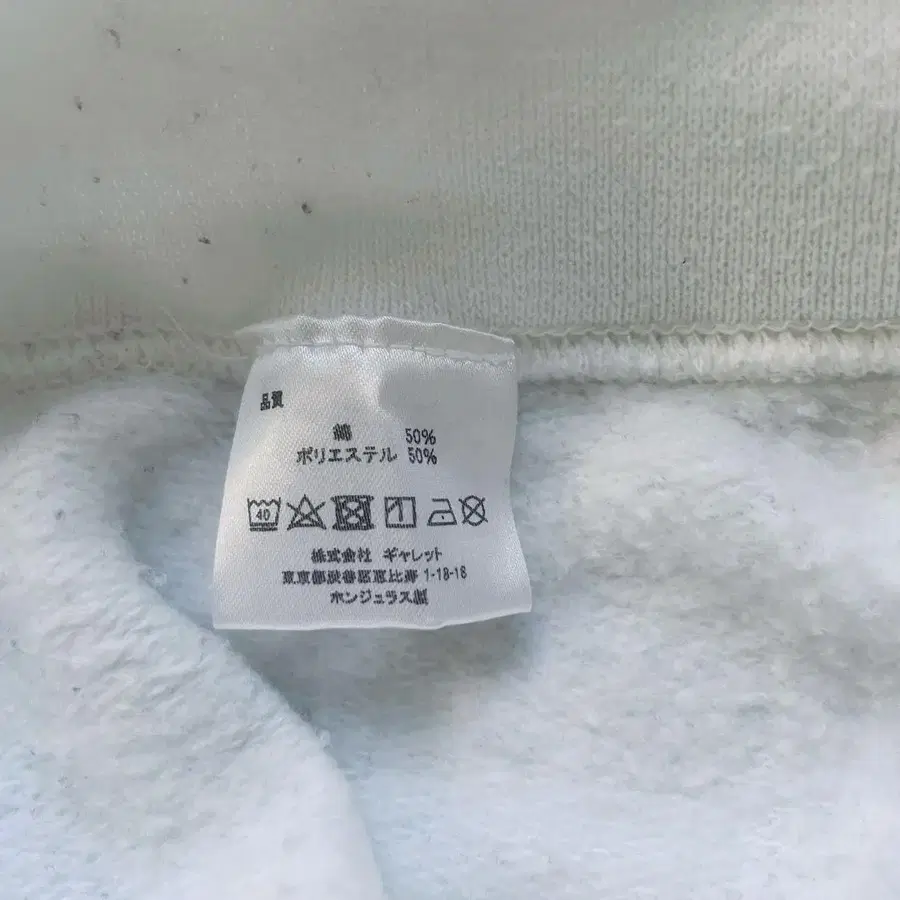 品質
綿 50%
ポリエステル 50%
40
株式会社 ギャレット
東京都渋谷区恵比寿 1-18-18
ホンジュラス製